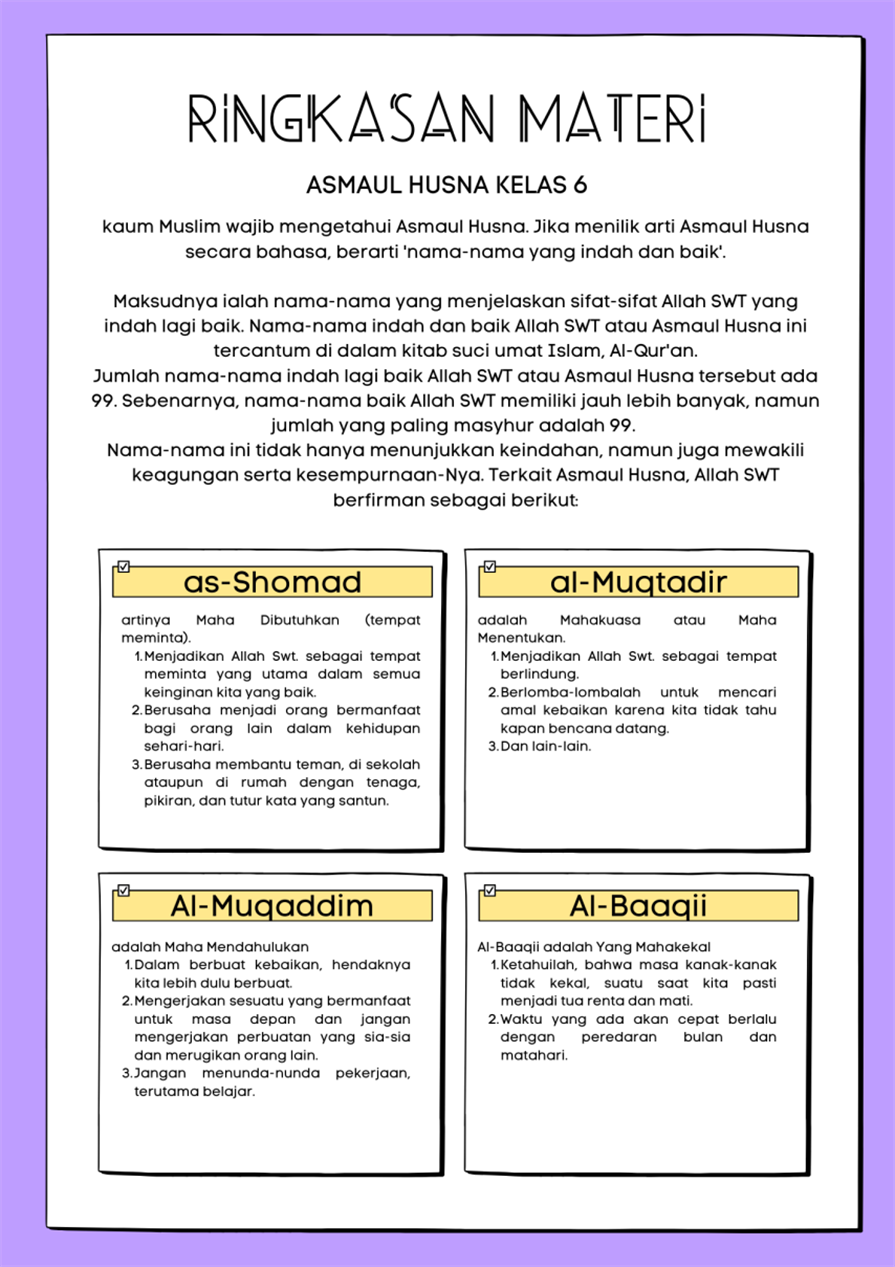 RINGKASAN MATERI
ASMAUL HUSNA KELAS 6
kaum Muslim wajib mengetahui Asmaul Husna. Jika menilik arti Asmaul Husna
secara bahasa, berarti 'nama-nama yang indah dan baik'.
Maksudnya ialah nama-nama yang menjelaskan sifat-sifat Allah SWT yang
indah lagi baik. Nama-nama indah dan baik Allah SWT atau Asmaul Husna ini
tercantum di dalam kitab suci umat Islam, Al-Qur'an.
Jumlah nama-nama indah lagi baik Allah SWT atau Asmaul Husna tersebut ada
99. Sebenarnya, nama-nama baik Allah SWT memiliki jauh lebih banyak, namun
jumlah yang paling masyhur adalah 99.
Nama-nama ini tidak hanya menunjukkan keindahan, namun juga mewakili
keagungan serta kesempurnaan-Nya. Terkait Asmaul Husna, Allah SWT
berfirman sebagai berikut:
as-Shomad
artinya Maha Dibutuhkan (tempat
meminta).
1.Menjadikan Allah Swt. sebagai tempat
meminta yang utama dalam semua
keinginan kita yang baik.
2.Berusaha menjadi orang bermanfaat
bagi orang lain dalam kehidupan
sehari-hari.
3.Berusaha membantu teman, di sekolah
ataupun di rumah dengan tenaga,
pikiran, dan tutur kata yang santun.
al-Muqtadir
adalah Mahakuasa atau Maha
Menentukan.
1.Menjadikan Allah Swt. sebagai tempat
berlindung.
2.Berlomba-lombalah untuk mencari
amal kebaikan karena kita tidak tahu
kapan bencana datang.
3.Dan lain-lain.
Al-Muqaddim
adalah Maha Mendahulukan
1.Dalam berbuat kebaikan, hendaknya
kita lebih dulu berbuat.
2.Mengerjakan sesuatu yang bermanfaat
untuk masa depan dan jangan
mengerjakan perbuatan yang sia-sia
dan merugikan orang lain.
3.Jangan menunda-nunda pekerjaan,
terutama belajar.
Al-Baaqii
Al-Baaqii adalah Yang Mahakekal
1.Ketahuilah, bahwa masa kanak-kanak
tidak kekal, suatu saat kita pasti
menjadi tua renta dan mati.
2.Waktu yang ada akan cepat berlalu
dengan peredaran bulan dan
matahari.